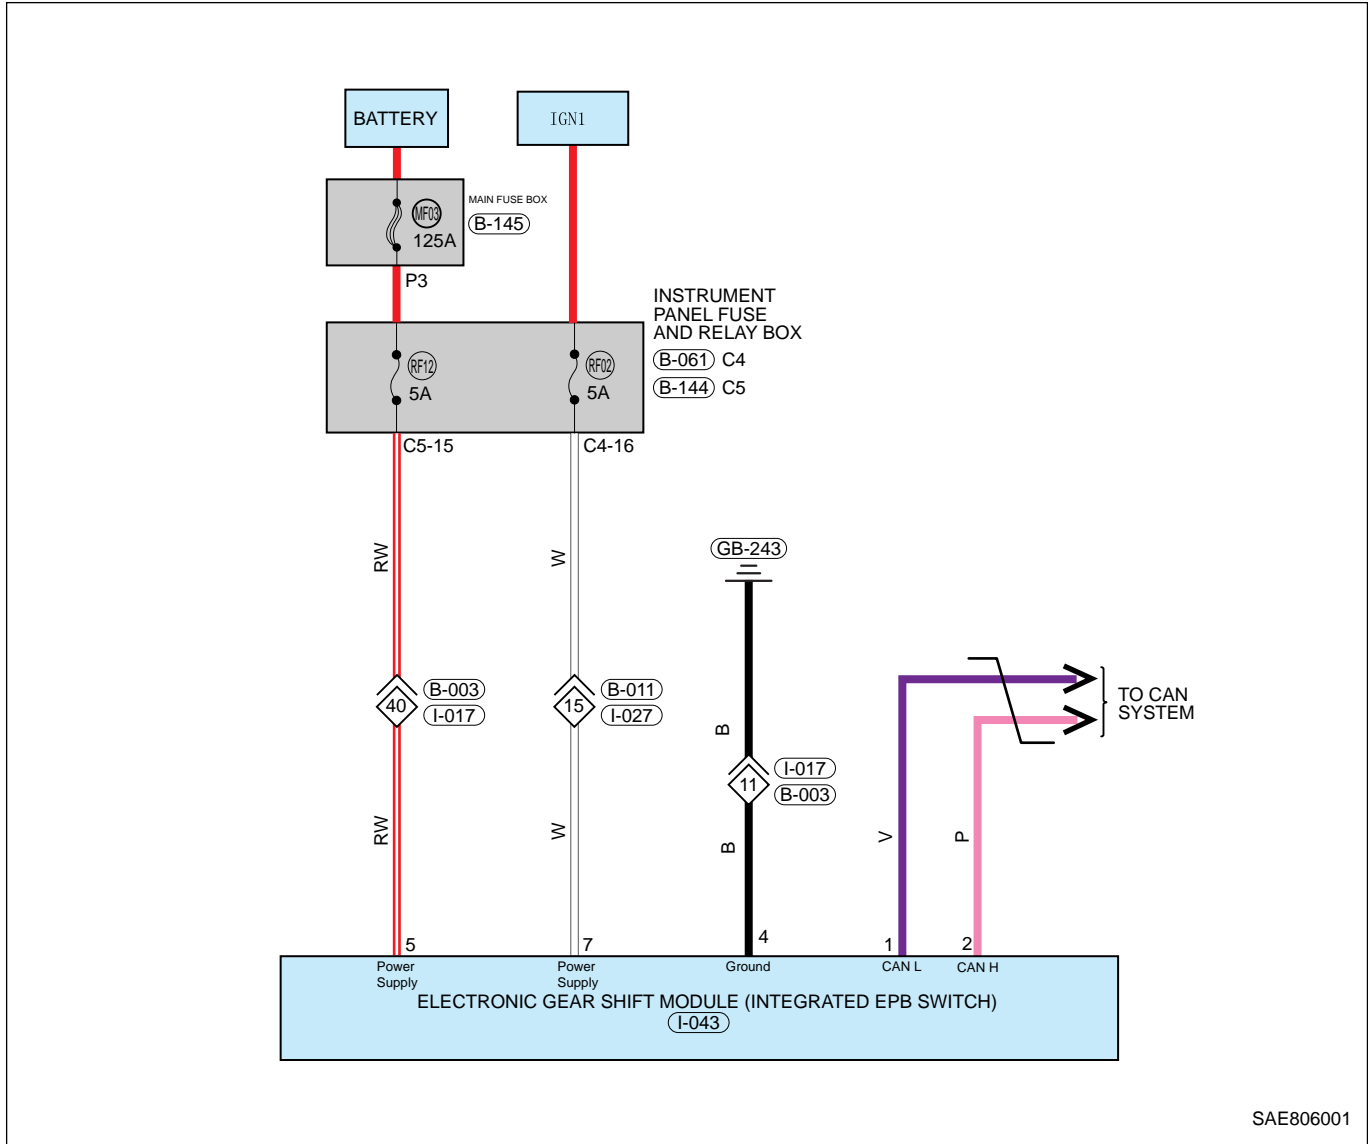 BATTERY
IGN1
MF03
125A
MAIN FUSE BOX
B-145
P3
INSTRUMENT
PANEL FUSE
AND RELAY BOX
B-061 C4
B-144 C5
RF12
5A
RF02
5A
C5-15
C4-16
RW
W
GB-243
40
B-003
I-017
15
B-011
I-027
TO CAN
SYSTEM
B
11
I-017
B-003
RW
W
B
V
P
5
7
4
1
2
Power
Supply
Power
Supply
Ground
CAN L
CAN H
ELECTRONIC GEAR SHIFT MODULE (INTEGRATED EPB SWITCH)
I-043
SAE806001